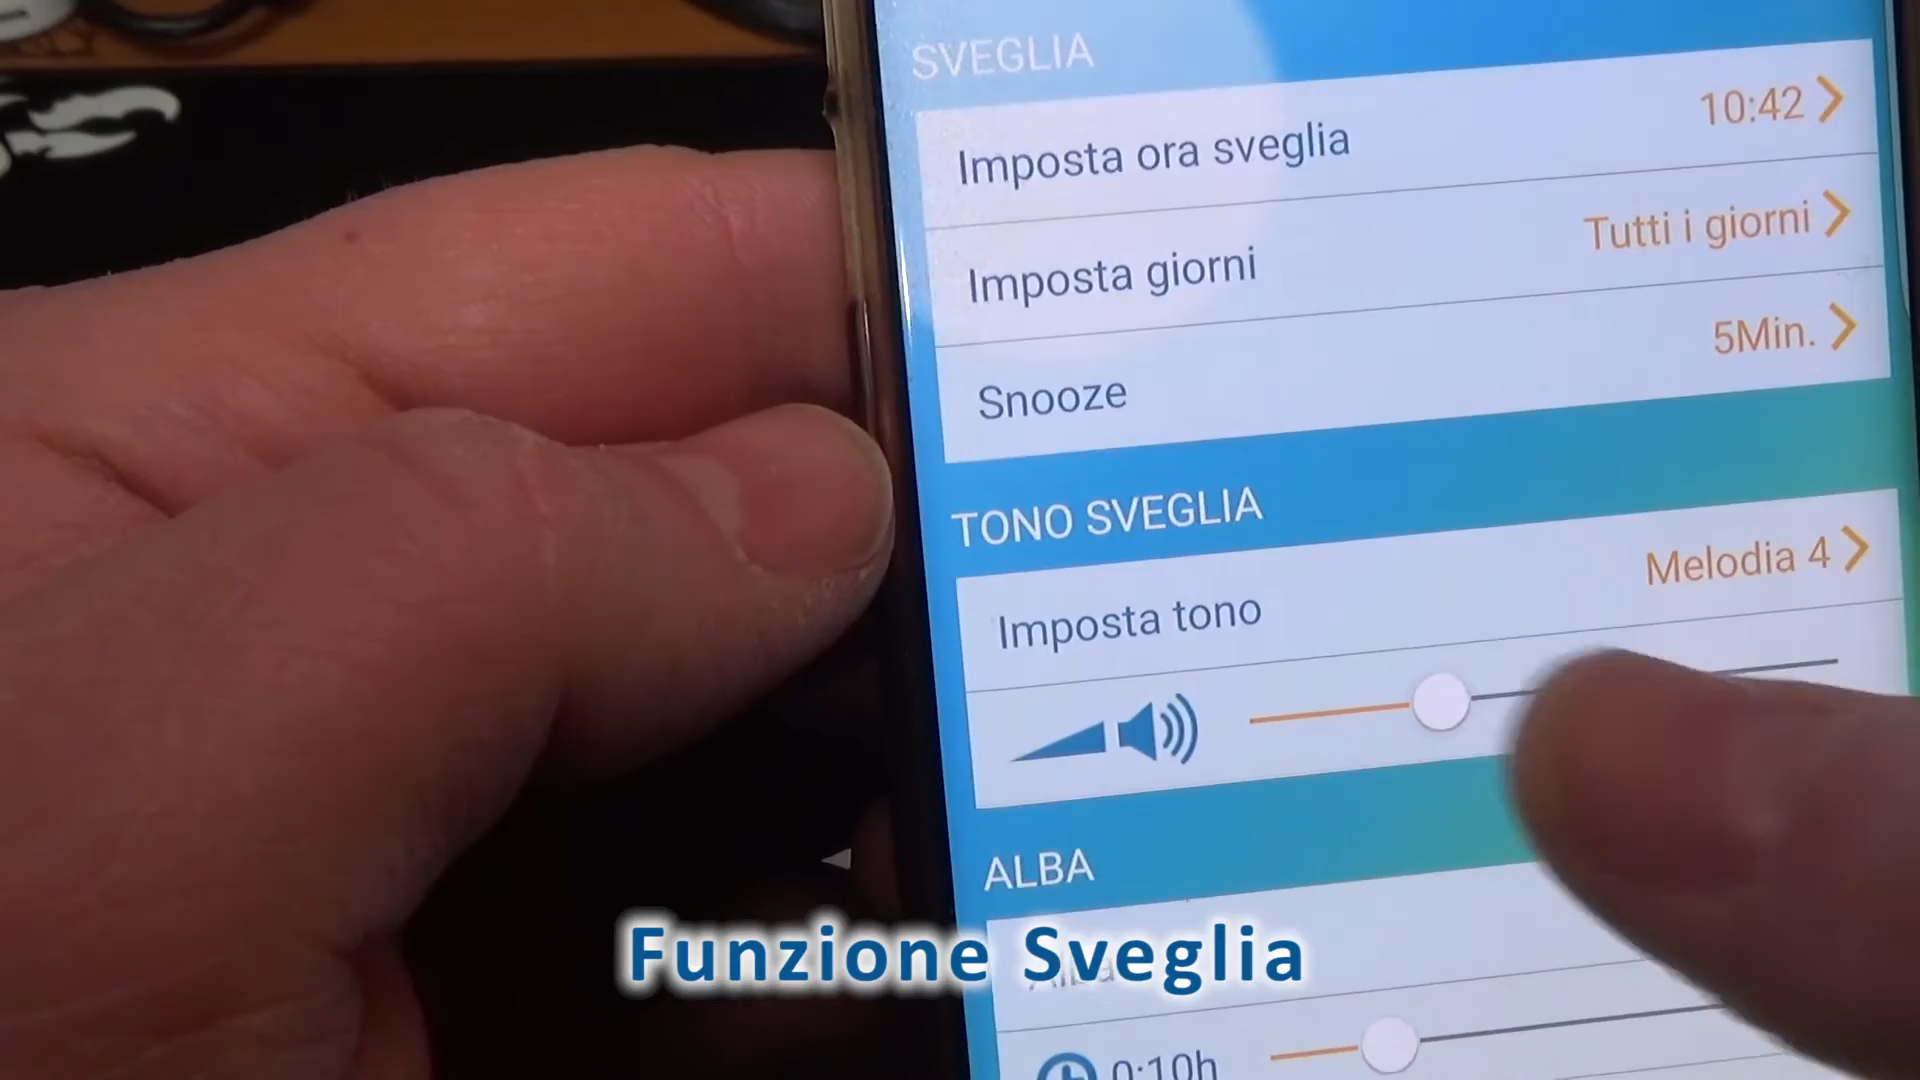 SVEGLIA
Imposta ora sveglia 10:42
Imposta giorni Tutti i giorni
Snooze 5Min.
TONO SVEGLIA
Imposta tono Melodia 4
ALBA
Funzione Sveglia
0:10h